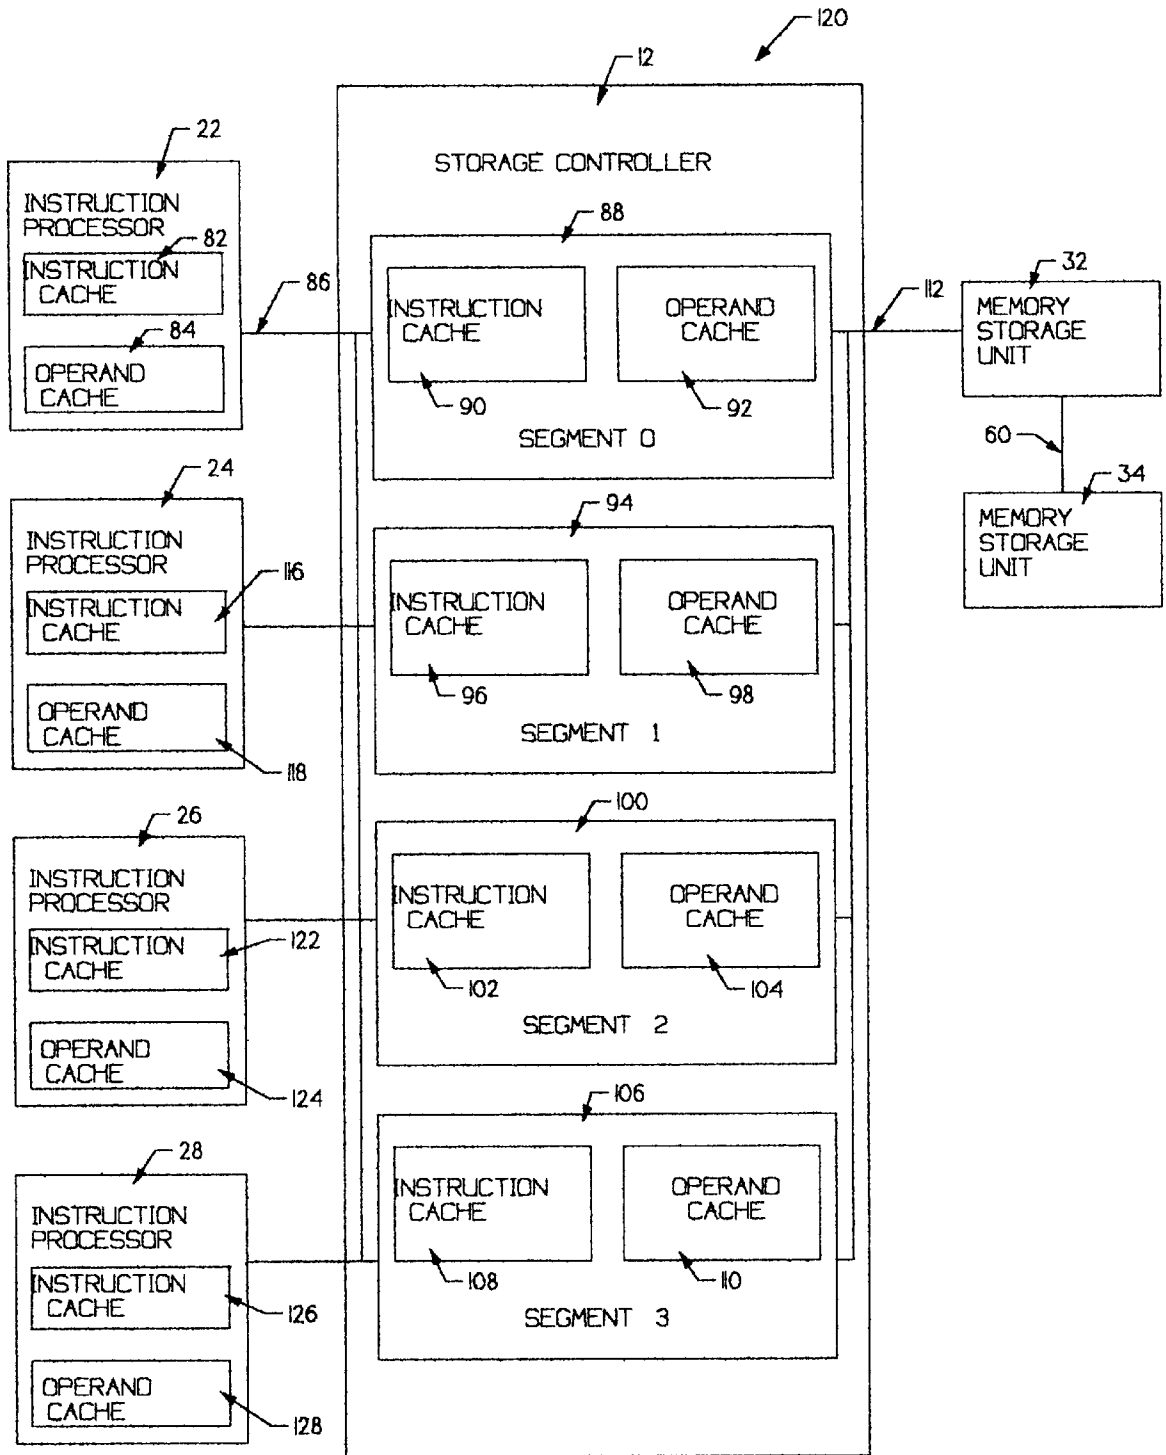 120
12
STORAGE CONTROLLER
22
INSTRUCTION
PROCESSOR
82
INSTRUCTION
CACHE
84
OPERAND
CACHE
86
88
INSTRUCTION
CACHE
90
OPERAND
CACHE
92
SEGMENT 0
112
32
MEMORY
STORAGE
UNIT
60
34
MEMORY
STORAGE
UNIT
24
INSTRUCTION
PROCESSOR
116
INSTRUCTION
CACHE
OPERAND
CACHE
118
94
INSTRUCTION
CACHE
96
OPERAND
CACHE
98
SEGMENT 1
26
INSTRUCTION
PROCESSOR
INSTRUCTION
CACHE
122
OPERAND
CACHE
124
100
INSTRUCTION
CACHE
102
OPERAND
CACHE
104
SEGMENT 2
28
INSTRUCTION
PROCESSOR
INSTRUCTION
CACHE
126
OPERAND
CACHE
128
106
INSTRUCTION
CACHE
108
OPERAND
CACHE
110
SEGMENT 3